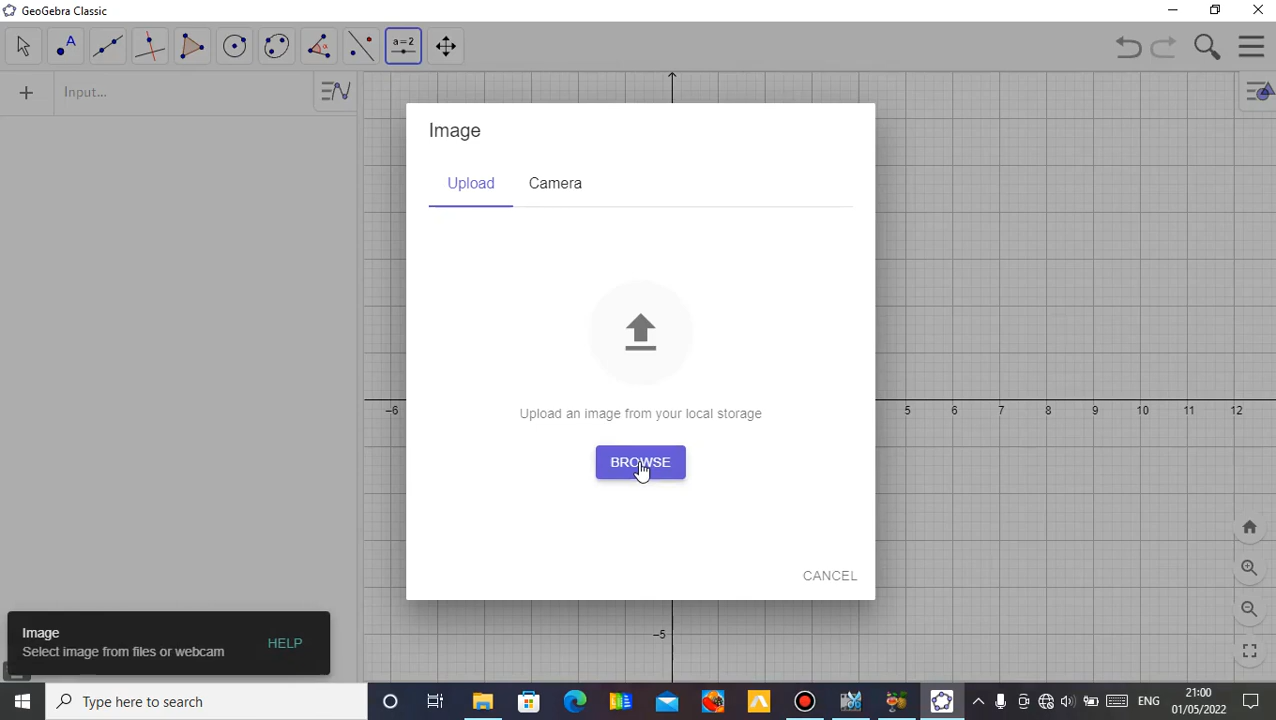 GeoGebra Classic
a=2
Input...
Image
Upload
Camera
Upload an image from your local storage
BROWSE
CANCEL
-6
5
6
7
8
9
10
11
12
-5
Image
Select image from files or webcam
HELP
Type here to search
ENG
21:00
01/05/2022